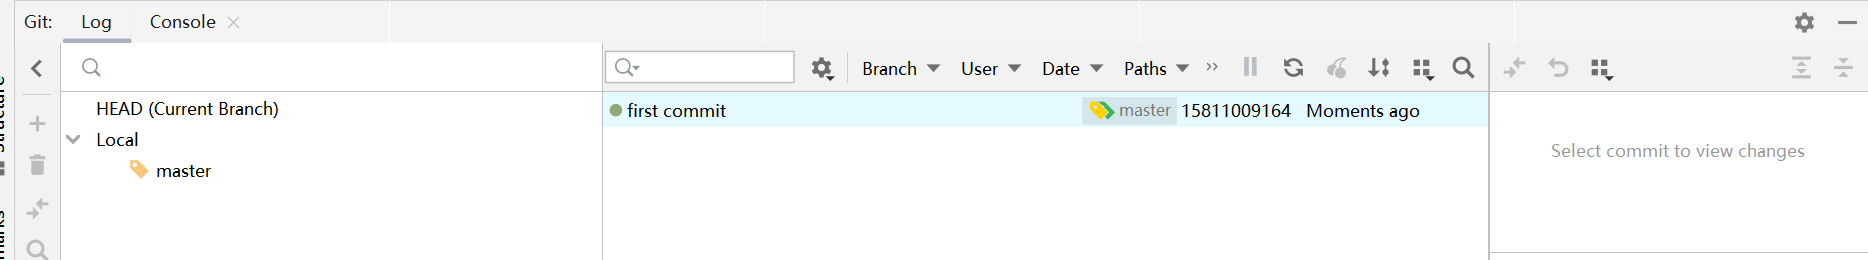 Git: Log Console
Branch User Date Paths
HEAD (Current Branch)
first commit master 15811009164 Moments ago
Local
Select commit to view changes
master